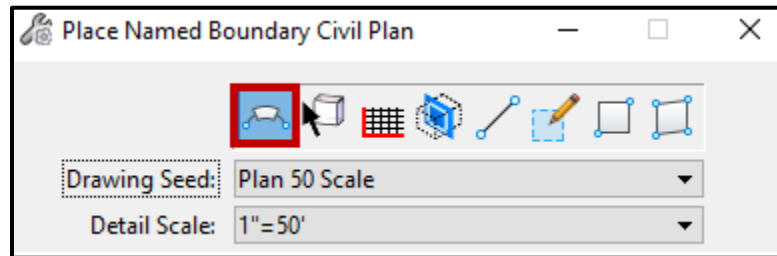 Place Named Boundary Civil Plan
Drawing Seed: Plan 50 Scale
Detail Scale: 1"=50'